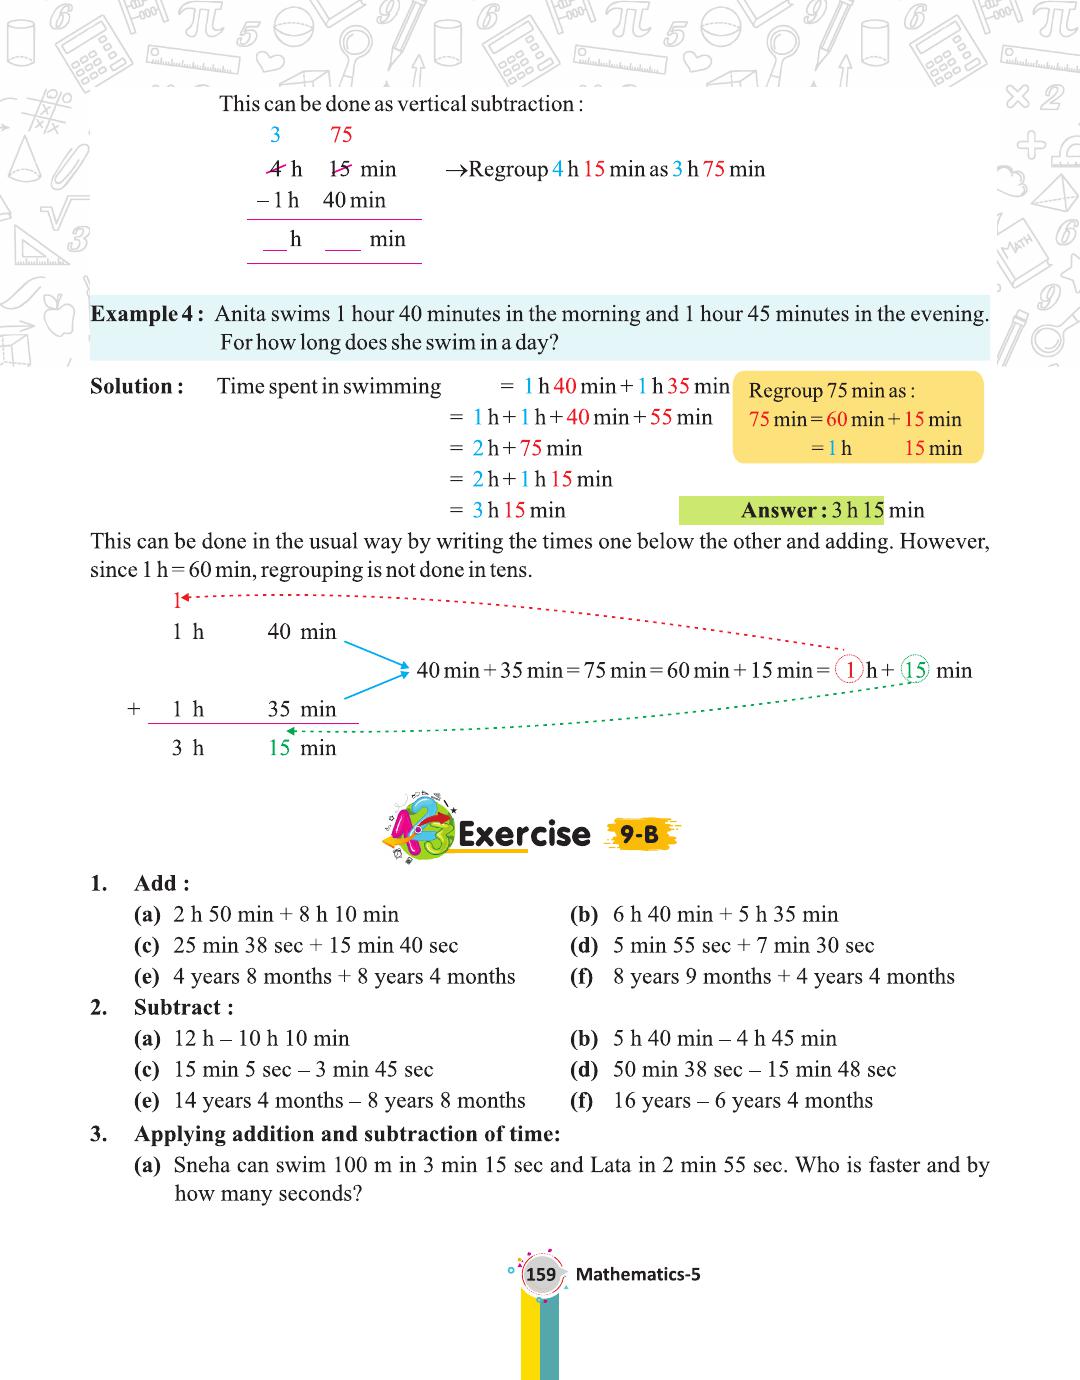 This can be done as vertical subtraction :
3 75
4 h 15 min →Regroup 4 h 15 min as 3 h 75 min
– 1 h 40 min
__ h ___ min
Example 4 : Anita swims 1 hour 40 minutes in the morning and 1 hour 45 minutes in the evening.
For how long does she swim in a day?
Solution : Time spent in swimming = 1 h 40 min + 1 h 35 min
= 1 h + 1 h + 40 min + 55 min
= 2 h + 75 min
= 2 h + 1 h 15 min
= 3 h 15 min
Regroup 75 min as :
75 min = 60 min + 15 min
= 1 h 15 min
Answer : 3 h 15 min
This can be done in the usual way by writing the times one below the other and adding. However,
since 1 h = 60 min, regrouping is not done in tens.
1
1 h 40 min
40 min + 35 min = 75 min = 60 min + 15 min = 1 h + 15 min
+ 1 h 35 min
3 h 15 min
Exercise 9-B
1. Add :
(a) 2 h 50 min + 8 h 10 min (b) 6 h 40 min + 5 h 35 min
(c) 25 min 38 sec + 15 min 40 sec (d) 5 min 55 sec + 7 min 30 sec
(e) 4 years 8 months + 8 years 4 months (f) 8 years 9 months + 4 years 4 months
2. Subtract :
(a) 12 h – 10 h 10 min (b) 5 h 40 min – 4 h 45 min
(c) 15 min 5 sec – 3 min 45 sec (d) 50 min 38 sec – 15 min 48 sec
(e) 14 years 4 months – 8 years 8 months (f) 16 years – 6 years 4 months
3. Applying addition and subtraction of time:
(a) Sneha can swim 100 m in 3 min 15 sec and Lata in 2 min 55 sec. Who is faster and by
how many seconds?
159 Mathematics-5